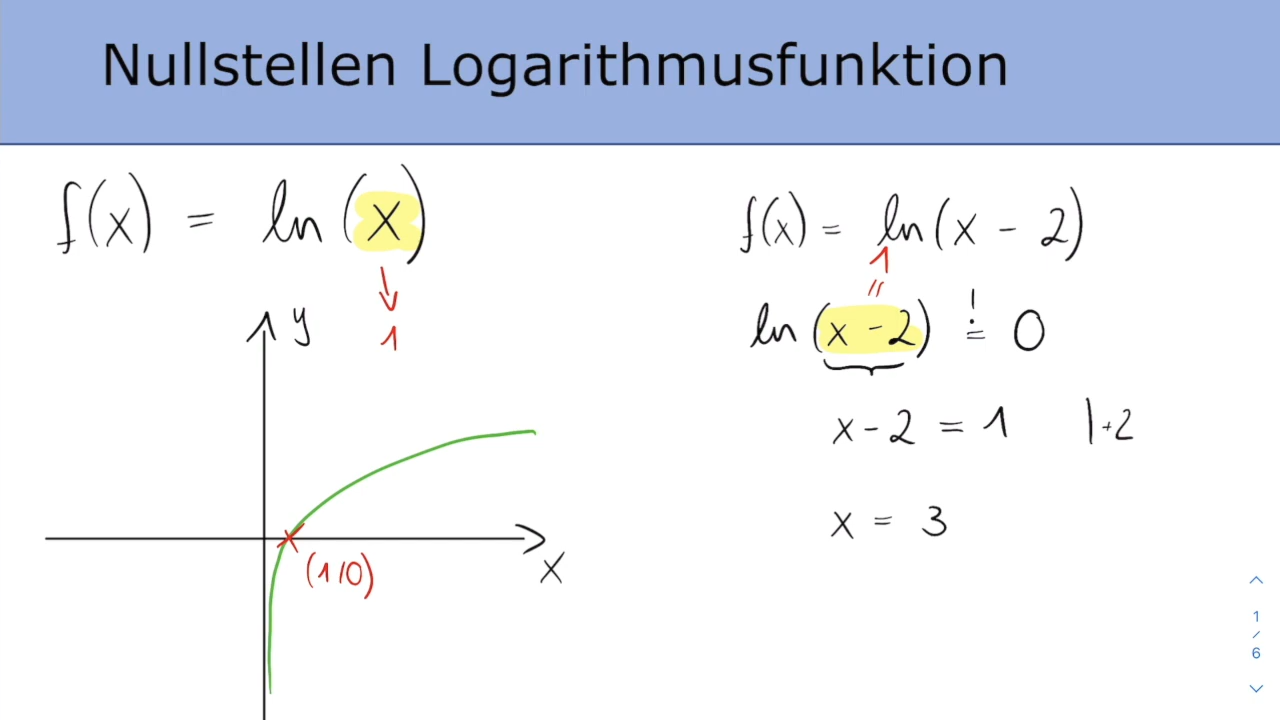 Nullstellen Logarithmusfunktion
f(x) = ln(x)
↓
1
y
(1/0)
x
f(x) = ln(x - 2)
1
"
ln(x - 2) != 0
x - 2 = 1 |+2
x = 3
1
/
6